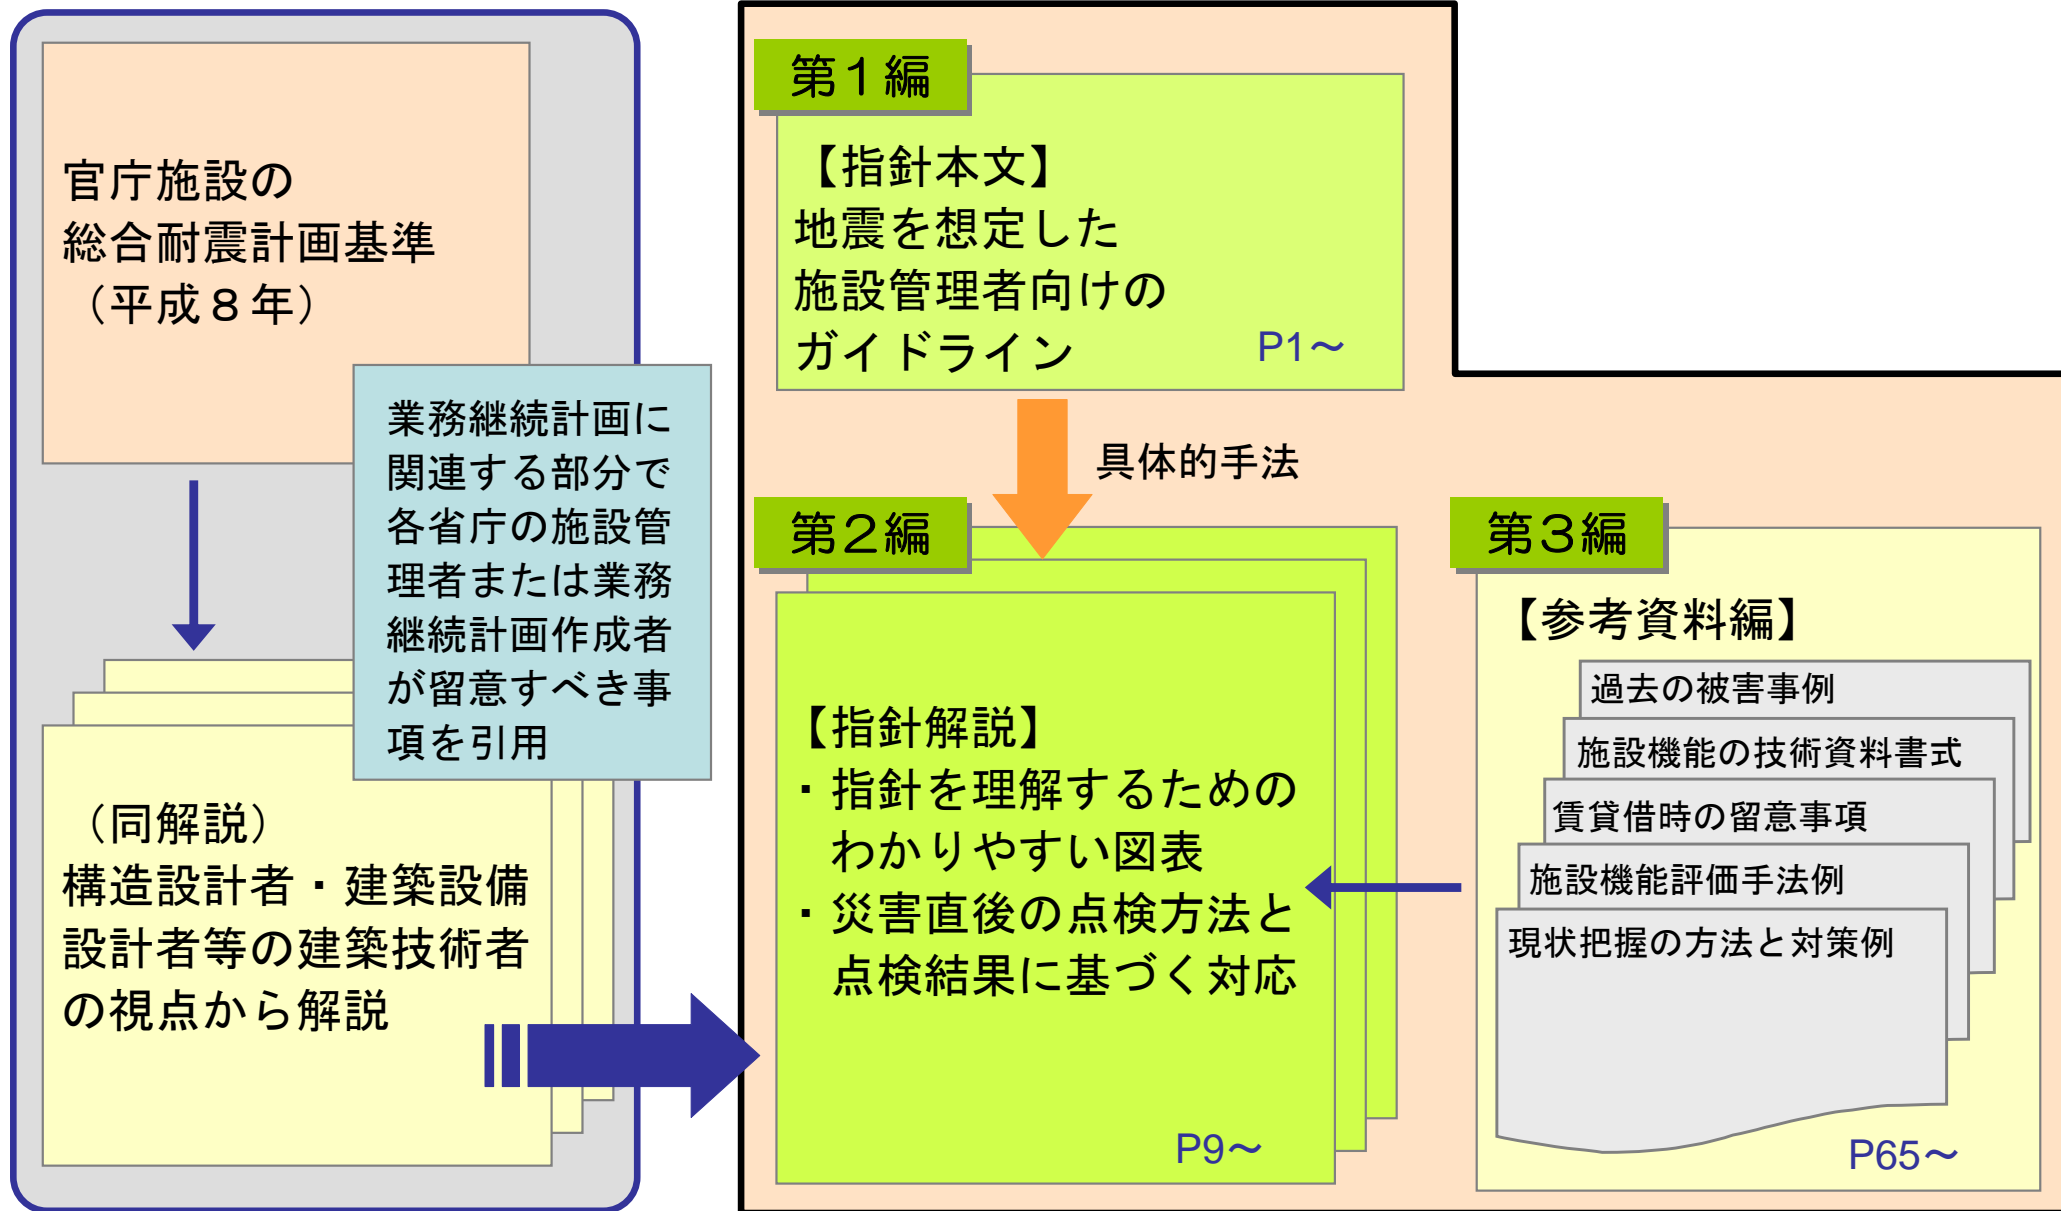 官庁施設の
総合耐震計画基準
（平成８年）
業務継続計画に
関連する部分で
各省庁の施設管
理者または業務
継続計画作成者
が留意すべき事
項を引用
（同解説）
構造設計者・建築設備
設計者等の建築技術者
の視点から解説
第１編
【指針本文】
地震を想定した
施設管理者向けの
ガイドライン
P1～
具体的手法
第２編
【指針解説】
・指針を理解するための
わかりやすい図表
・災害直後の点検方法と
点検結果に基づく対応
P9～
第３編
【参考資料編】
過去の被害事例
施設機能の技術資料書式
賃貸借時の留意事項
施設機能評価手法例
現状把握の方法と対策例
P65～